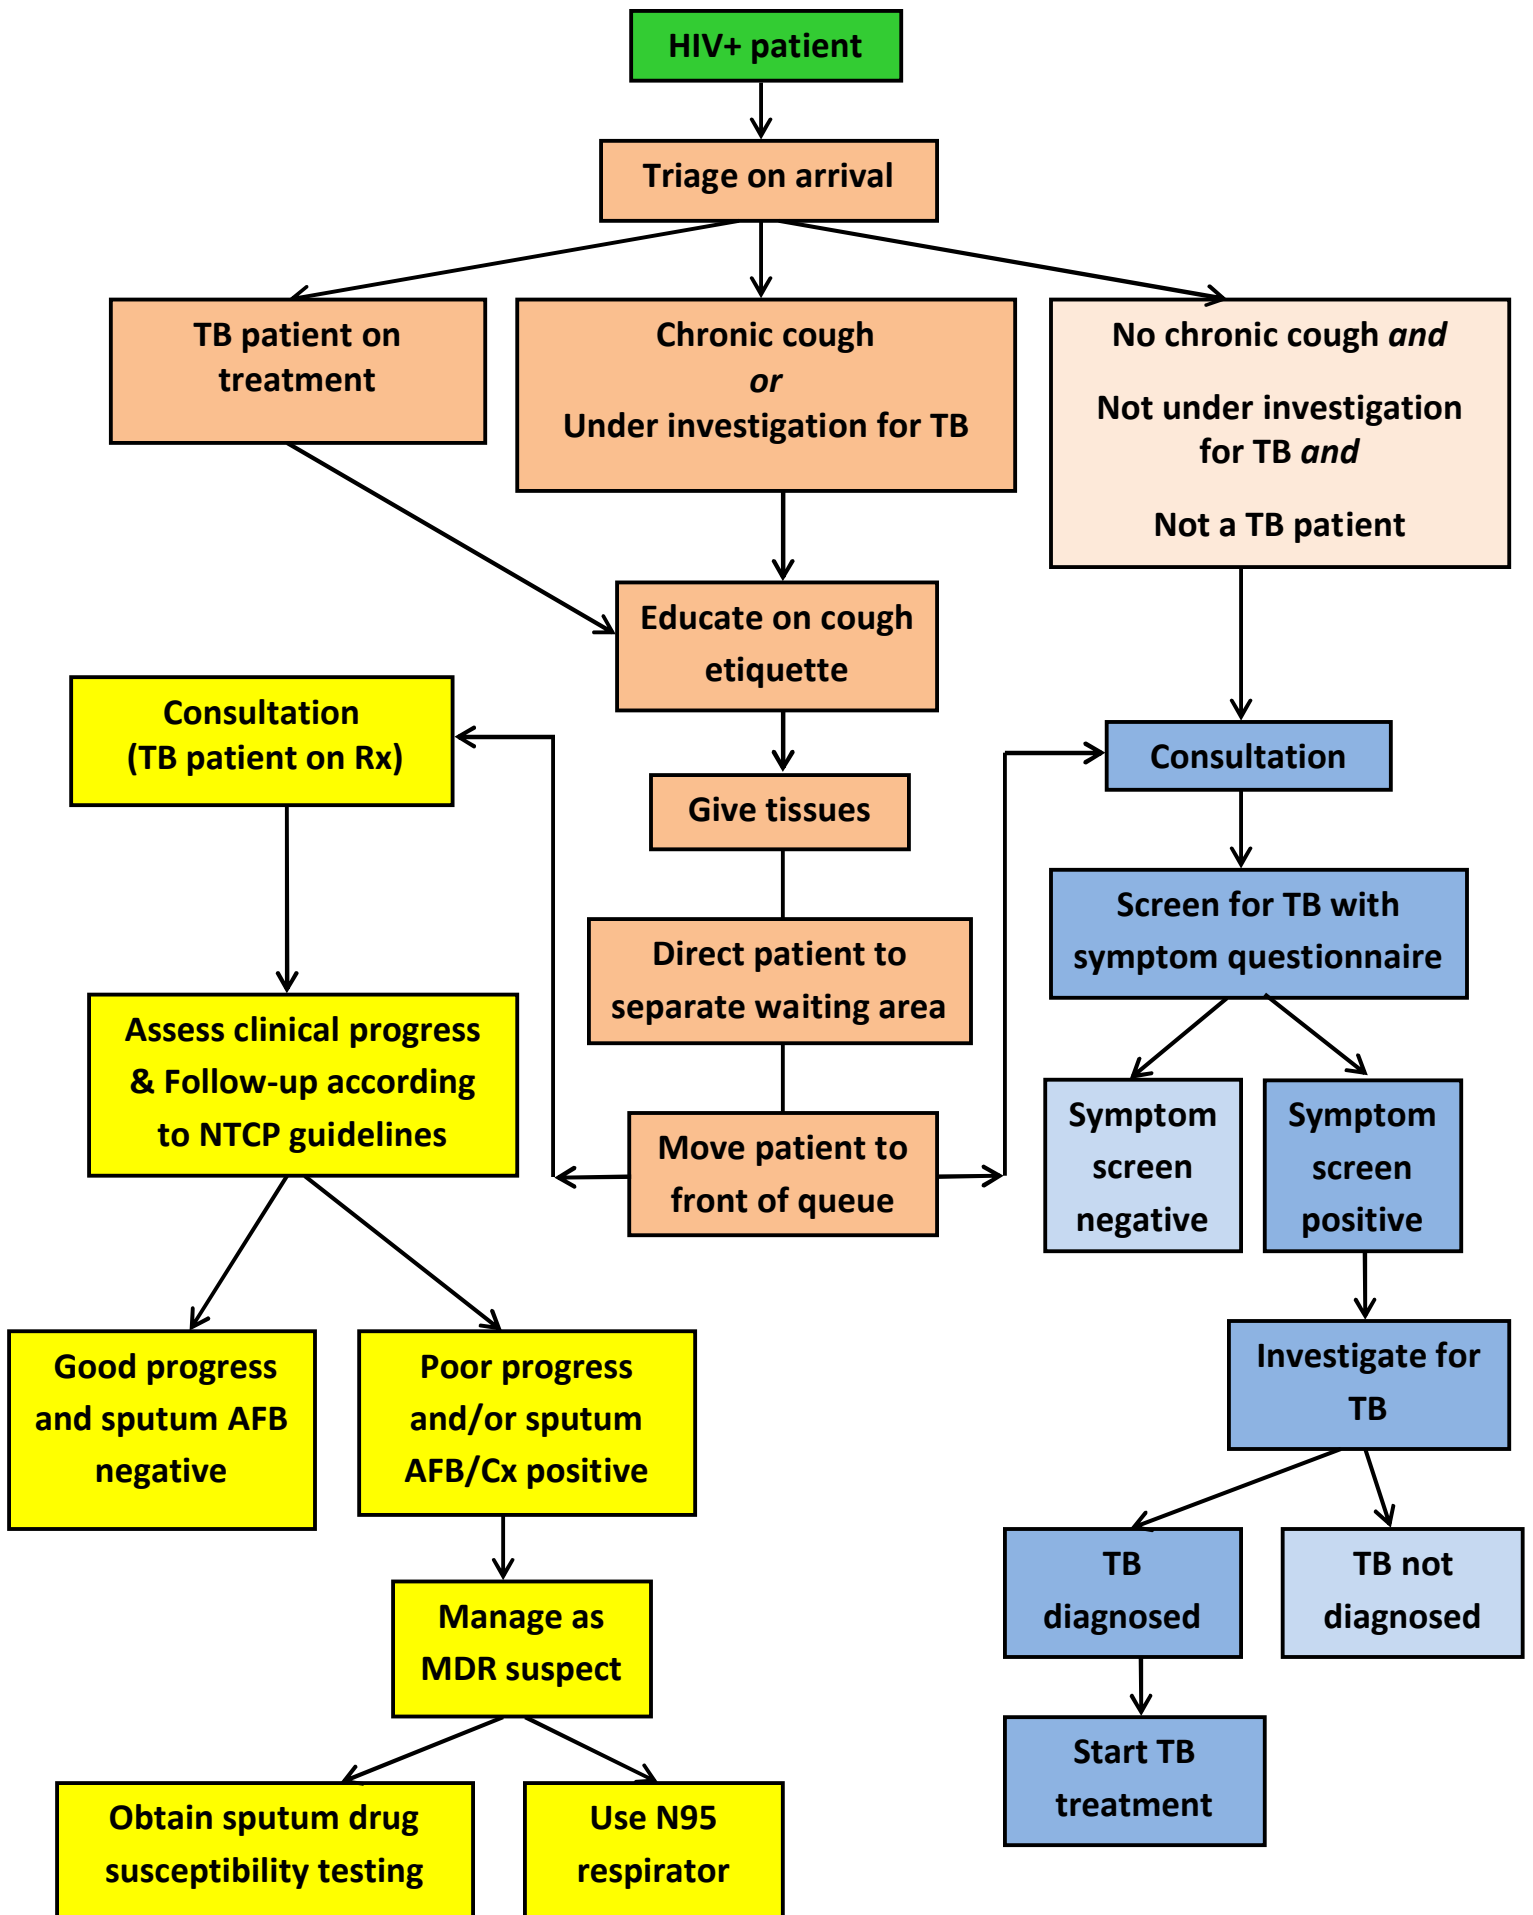 HIV+ patient
Triage on arrival
TB patient on
treatment
Chronic cough
or
Under investigation for TB
No chronic cough and
Not under investigation
for TB and
Not a TB patient
Educate on cough
etiquette
Consultation
(TB patient on Rx)
Consultation
Give tissues
Screen for TB with
symptom questionnaire
Direct patient to
separate waiting area
Assess clinical progress
& Follow-up according
to NTCP guidelines
Move patient to
front of queue
Symptom
screen
negative
Symptom
screen
positive
Good progress
and sputum AFB
negative
Poor progress
and/or sputum
AFB/Cx positive
Investigate for
TB
TB
diagnosed
TB not
diagnosed
Manage as
MDR suspect
Start TB
treatment
Obtain sputum drug
susceptibility testing
Use N95
respirator